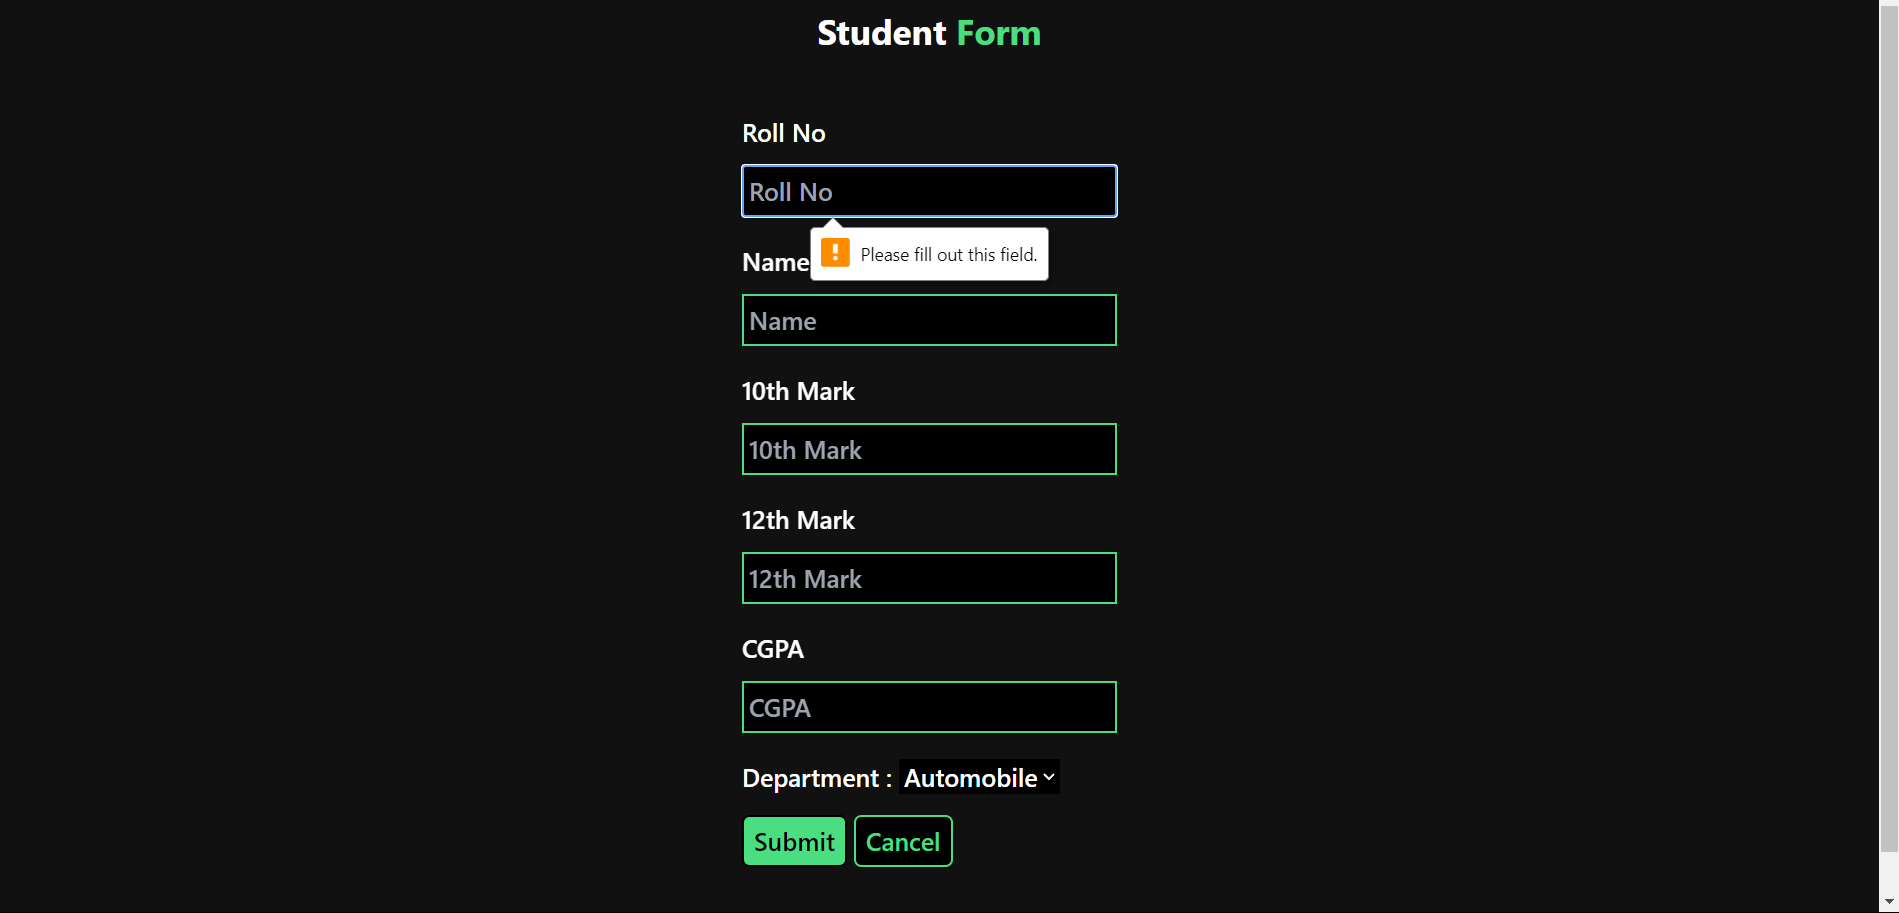 Student Form
Roll No
Roll No
Please fill out this field.
Name
Name
10th Mark
10th Mark
12th Mark
12th Mark
CGPA
CGPA
Department : Automobile
Submit Cancel